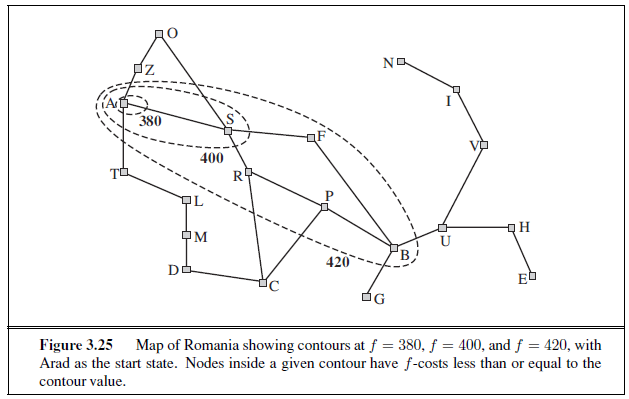 O
Z
N
I
A
380
S
F
V
400
R
T
P
L
M
H
B
U
420
D
C
E
G
Figure 3.25 Map of Romania showing contours at f = 380, f = 400, and f = 420, with
Arad as the start state. Nodes inside a given contour have f-costs less than or equal to the
contour value.